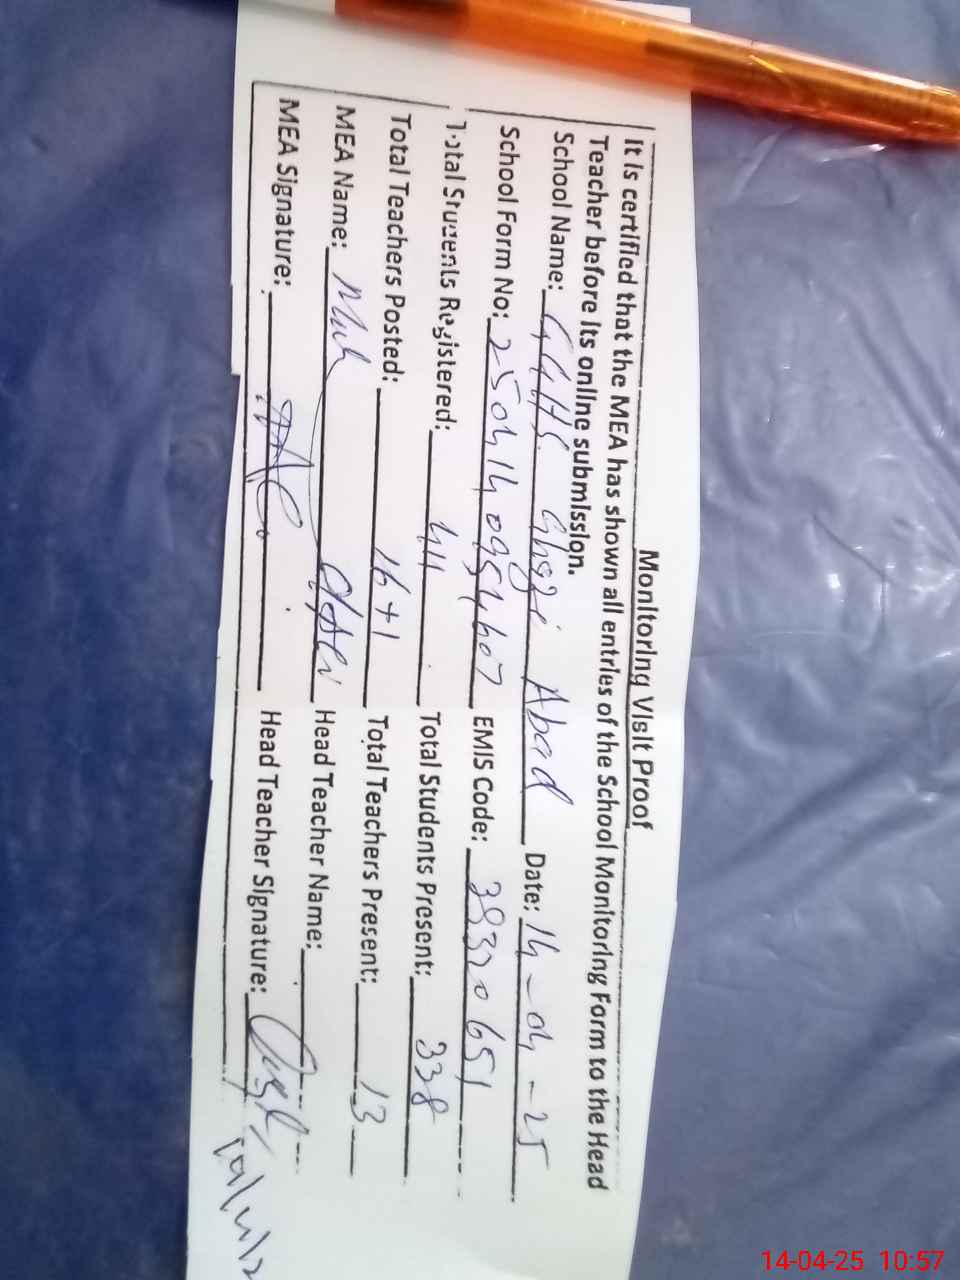 Monitoring Visit Proof
It is certified that the MEA has shown all entries of the School Monitoring Form to the Head
Teacher before its online submission.
School Name: GGHS Ghazi Abad Date: 14-04-25
School Form No: EMIS Code: 38320651
Total Students Registered: 411 Total Students Present: 338
Total Teachers Posted: 16+1 Total Teachers Present: 13
MEA Name: Head Teacher Name:
MEA Signature: Head Teacher Signature:
14-04-25 10:57